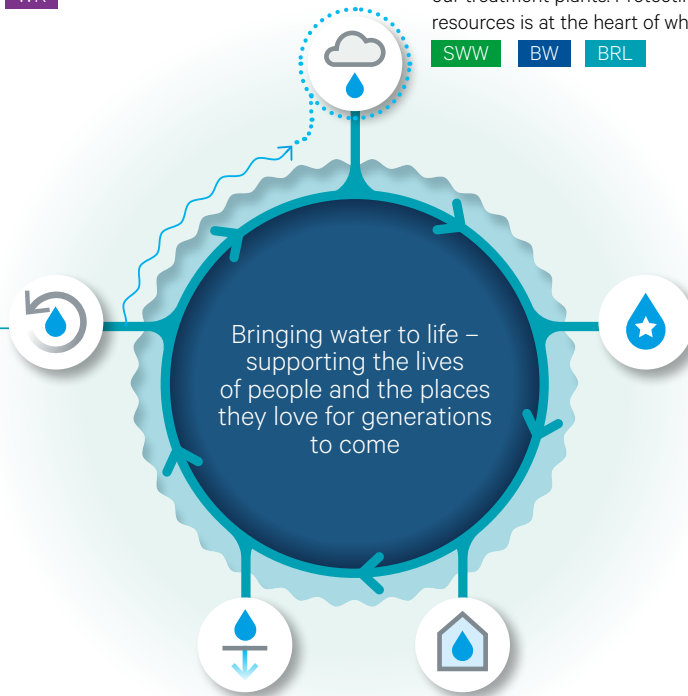 resources is at the heart of wh
SWW BW BRL
Bringing water to life –
supporting the lives
of people and the places
they love for generations
to come